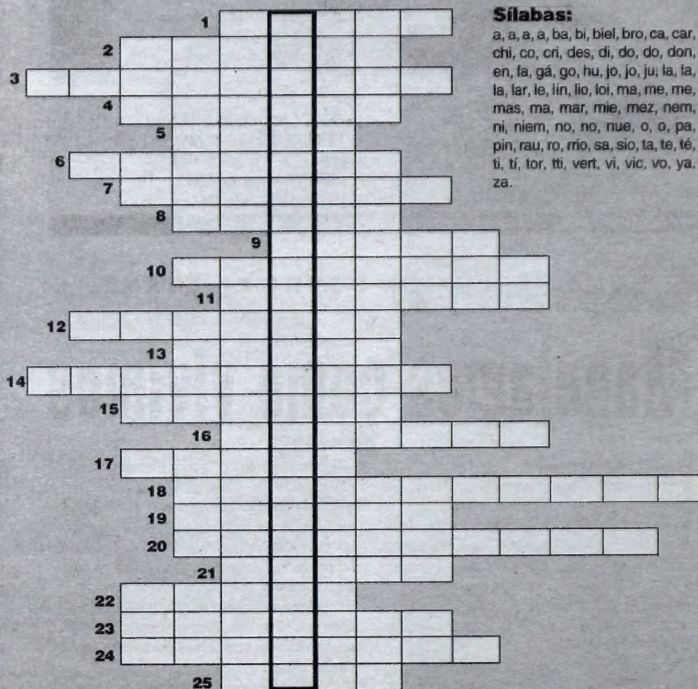 Sílabas:
a, a, a, a, ba, bi, biel, bro, ca, car,
chi, co, cri, des, di, do, do, don,
en, fa, gá, go, hu, jo, jo, ju, la, la,
la, lar, le, lín, lio, loi, ma, me, me,
mas, ma, mar, mie, mez, nem,
ni, niem, no, no, nue, o, o, pa,
pin, rau, ro, rrio, sa, sio, ta, te, té,
ti, tí, tor, tti, vert, vi, vic, vo, ya,
za.
1
2
3
4
5
6
7
8
9
10
11
12
13
14
15
16
17
18
19
20
21
22
23
24
25